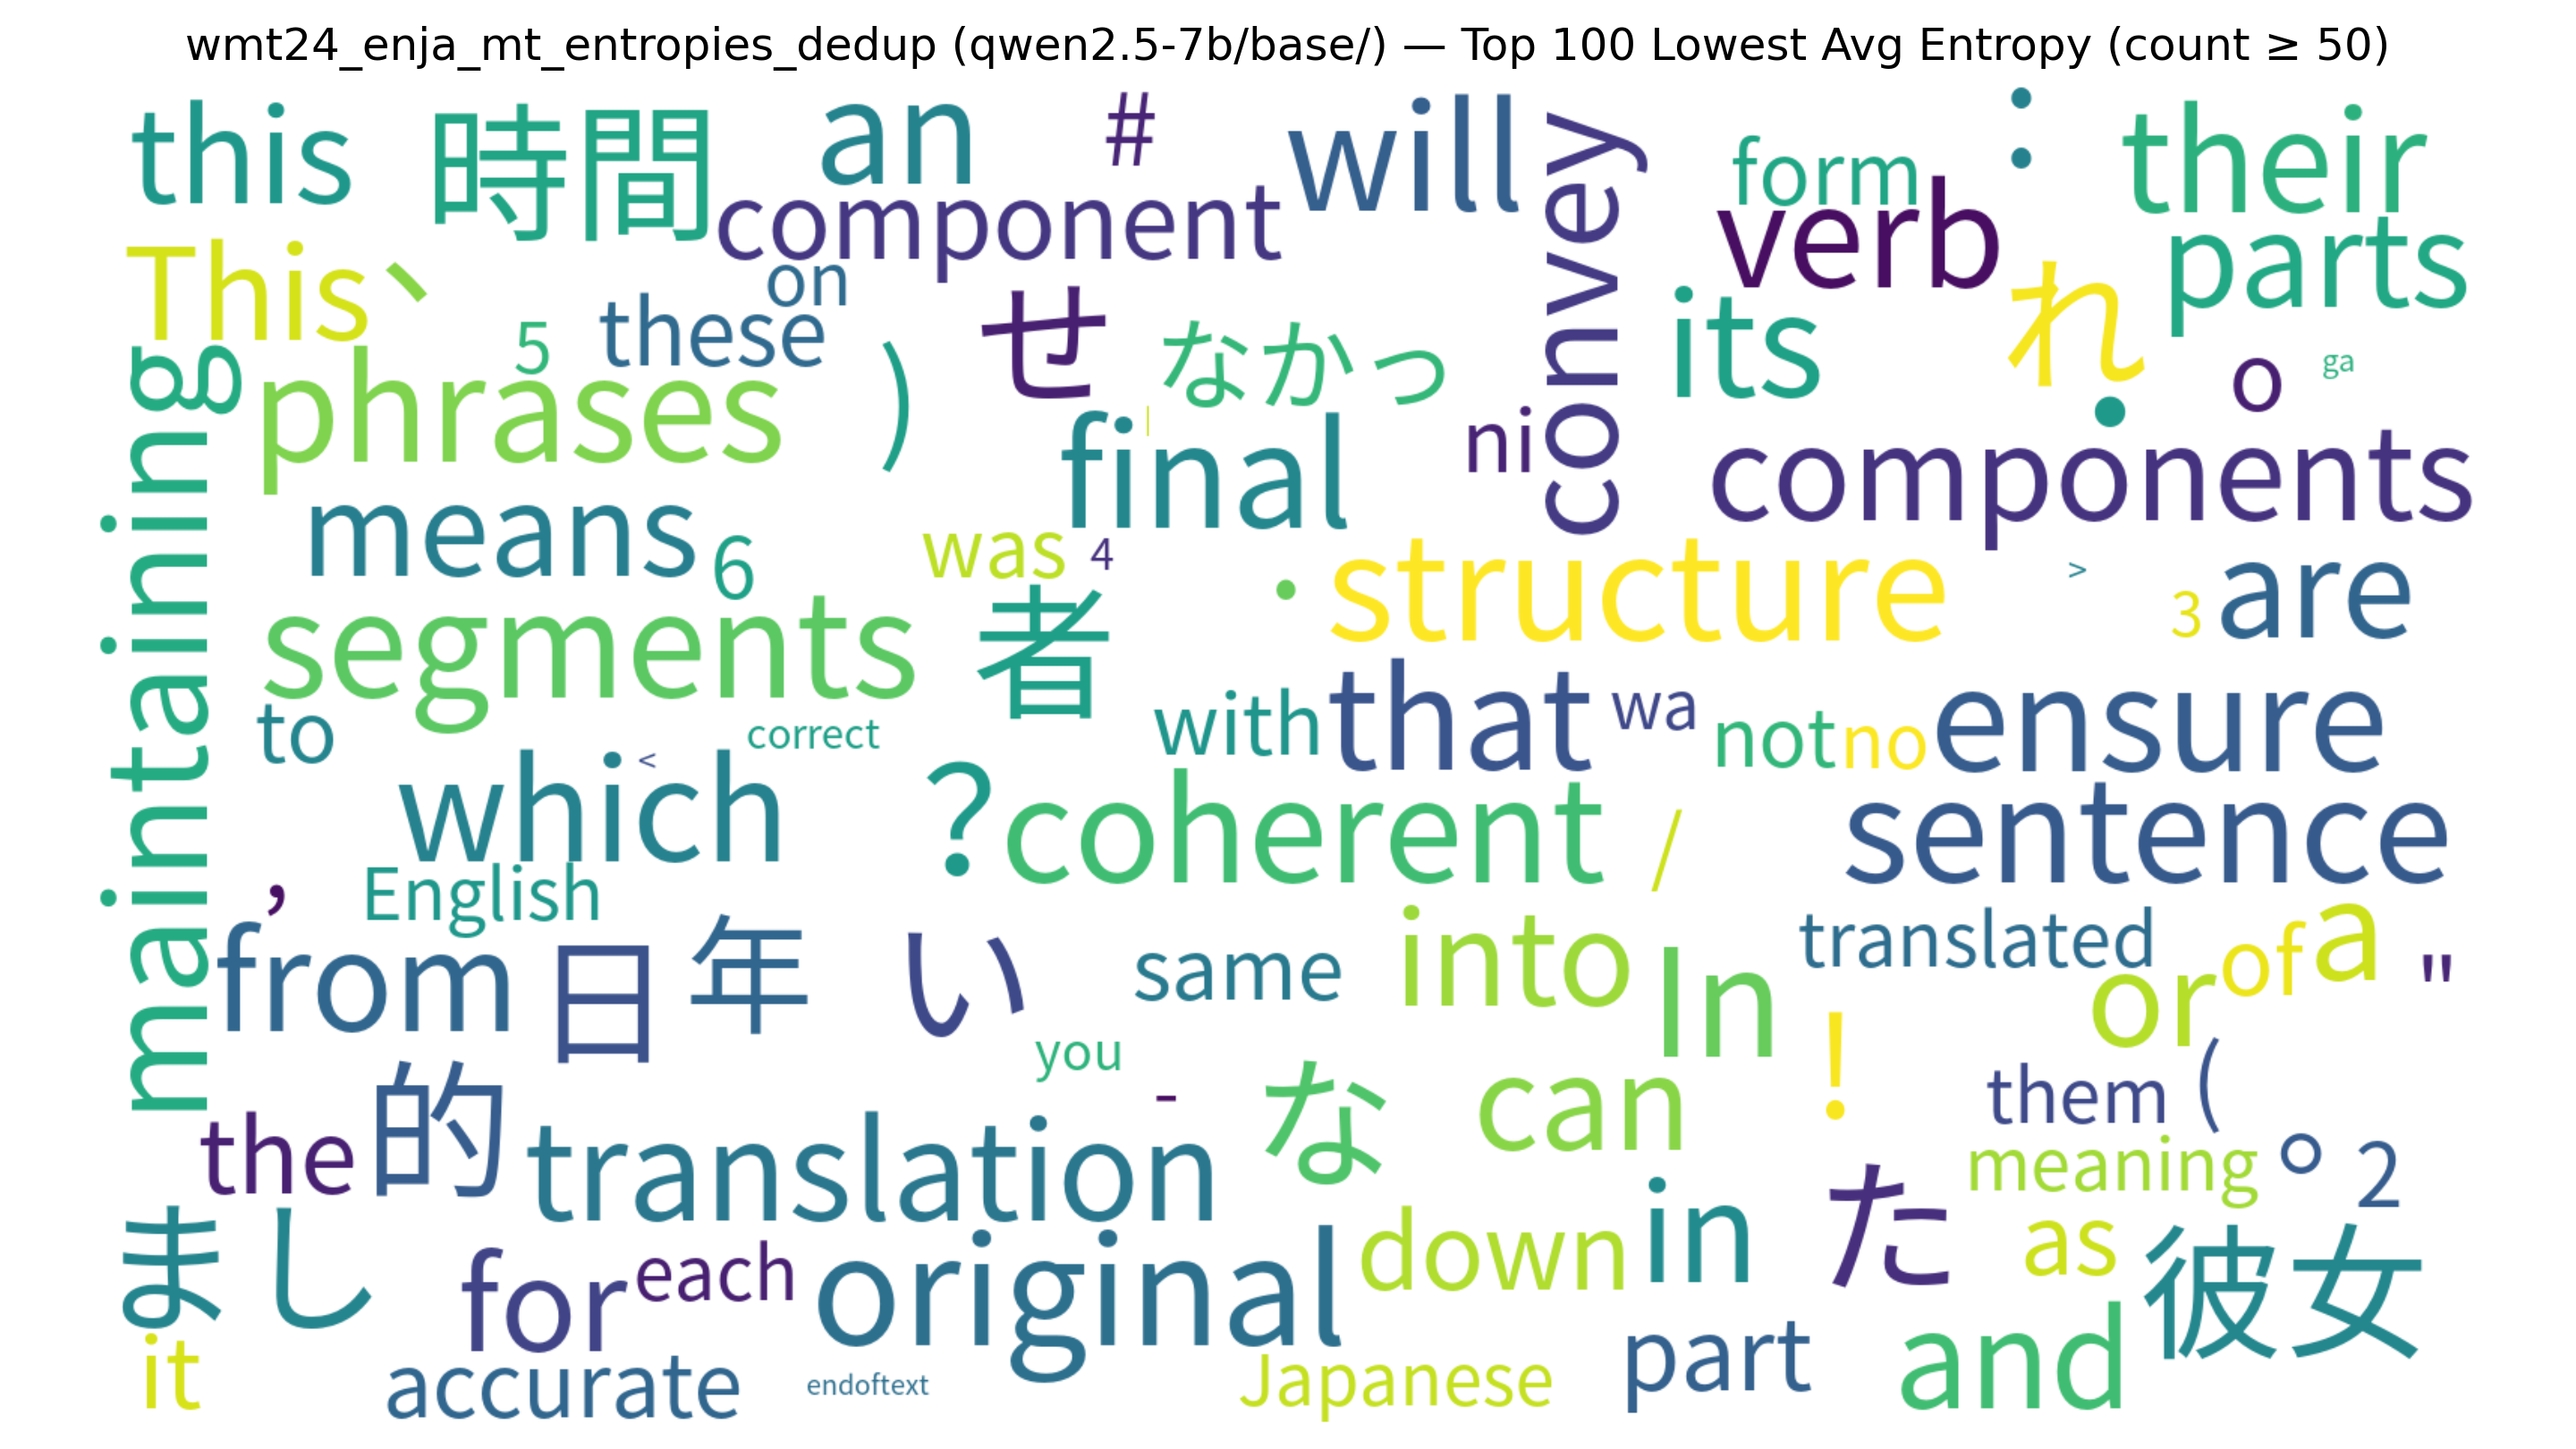 wmt24_enja_mt_entropies_dedup (qwen2.5-7b/base/) — Top 100 Lowest Avg Entropy (count ≥ 50)
this 時間 an # will convey form : their
component verb parts
This 、 on these せ なかっ its れ
maintaining 5 phrases ) | final ni . o ga
components
means 6 was 4 · structure > 3 are
segments 者
to < correct with that wa not no ensure
which ? coherent / sentence
, English
from 日 年 い same into In translated or of a "
you - ! them (
the 的 translation な can meaning 。 2
まし for each original down in た as 彼女
it accurate endoftext Japanese part and